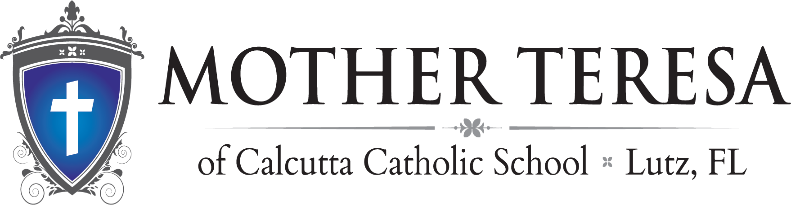 MOTHER TERESA
of Calcutta Catholic School Lutz, FL